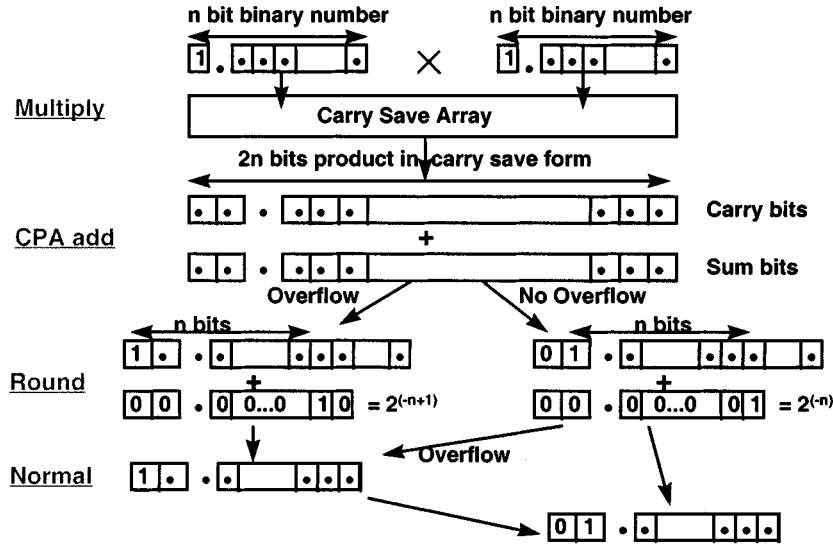 n bit binary number n bit binary number
1 . × 1 .
Multiply
Carry Save Array
2n bits product in carry save form
. Carry bits
CPA add
+
. Sum bits
Overflow No Overflow
n bits n bits
1 . 0 1 .
Round
+ +
0 0 . 0 0...0 1 0 = 2^(-n+1) 0 0 . 0 0...0 0 1 = 2^(-n)
Overflow
Normal
1 .
0 1 .